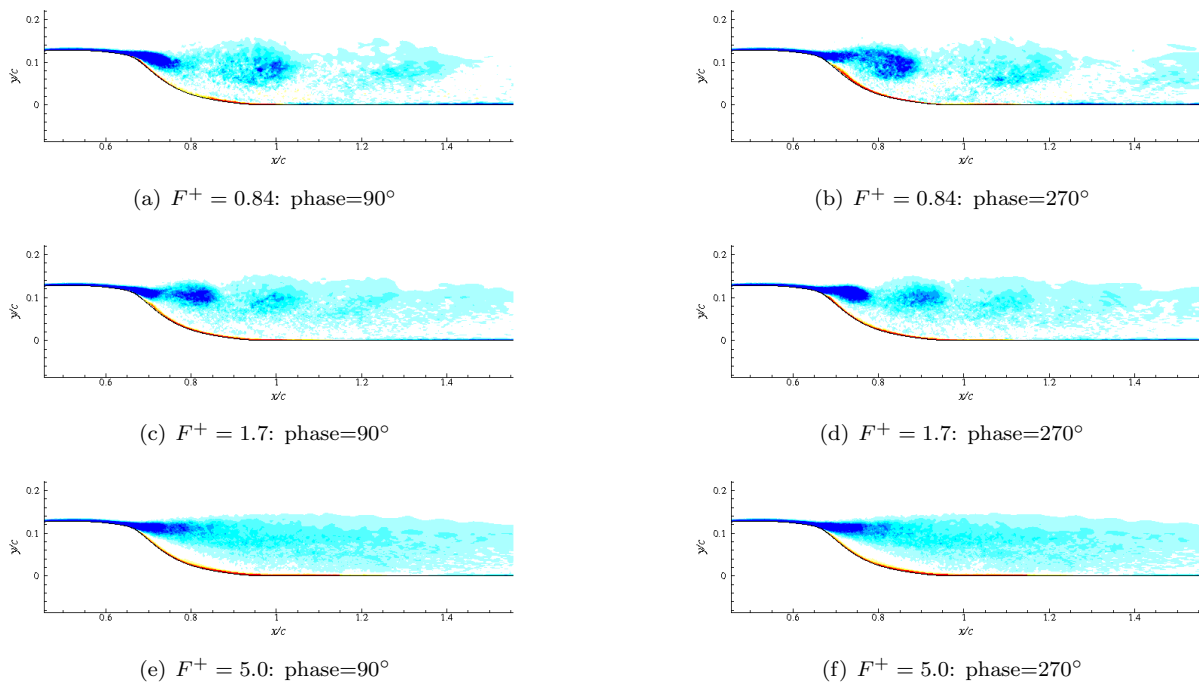 0.2
0.1
0
y/c
0.6 0.8 1 1.2 1.4
x/c
(a) F+ = 0.84: phase=90°
0.2
0.1
0
y/c
0.6 0.8 1 1.2 1.4
x/c
(b) F+ = 0.84: phase=270°
0.2
0.1
0
y/c
0.6 0.8 1 1.2 1.4
x/c
(c) F+ = 1.7: phase=90°
0.2
0.1
0
y/c
0.6 0.8 1 1.2 1.4
x/c
(d) F+ = 1.7: phase=270°
0.2
0.1
0
y/c
0.6 0.8 1 1.2 1.4
x/c
(e) F+ = 5.0: phase=90°
0.2
0.1
0
y/c
0.6 0.8 1 1.2 1.4
x/c
(f) F+ = 5.0: phase=270°